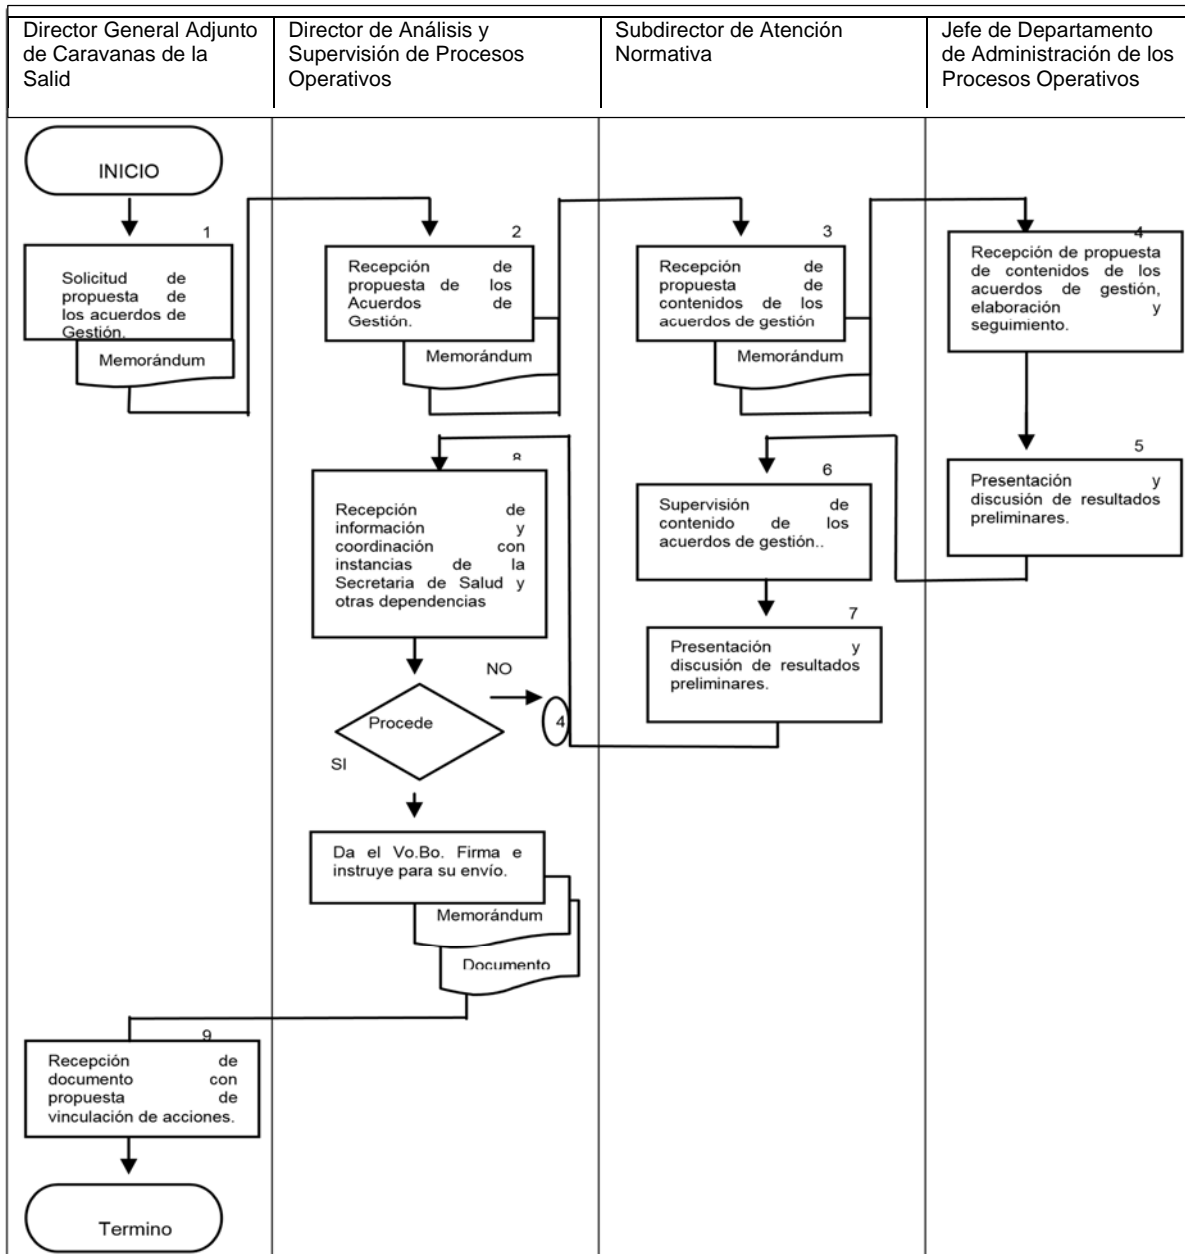 Director General Adjunto
de Caravanas de la
Salid
Director de Análisis y
Supervisión de Procesos
Operativos
Subdirector de Atención
Normativa
Jefe de Departamento
de Administración de los
Procesos Operativos
INICIO
1
Solicitud de
propuesta de
los acuerdos de
Gestión.
Memorándum
2
Recepción de
propuesta de los
Acuerdos de
Gestión.
Memorándum
3
Recepción de
propuesta de
contenidos de los
acuerdos de gestión
Memorándum
4
Recepción de propuesta
de contenidos de los
acuerdos de gestión,
elaboración y
seguimiento.
5
Presentación y
discusión de resultados
preliminares.
6
Supervisión de
contenido de los
acuerdos de gestión..
7
Presentación y
discusión de resultados
preliminares.
8
Recepción de
información y
coordinación con
instancias de la
Secretaria de Salud y
otras dependencias
Procede
NO
4
SI
Da el Vo.Bo. Firma e
instruye para su envío.
Memorándum
Documento
9
Recepción de
documento con
propuesta de
vinculación de acciones.
Termino